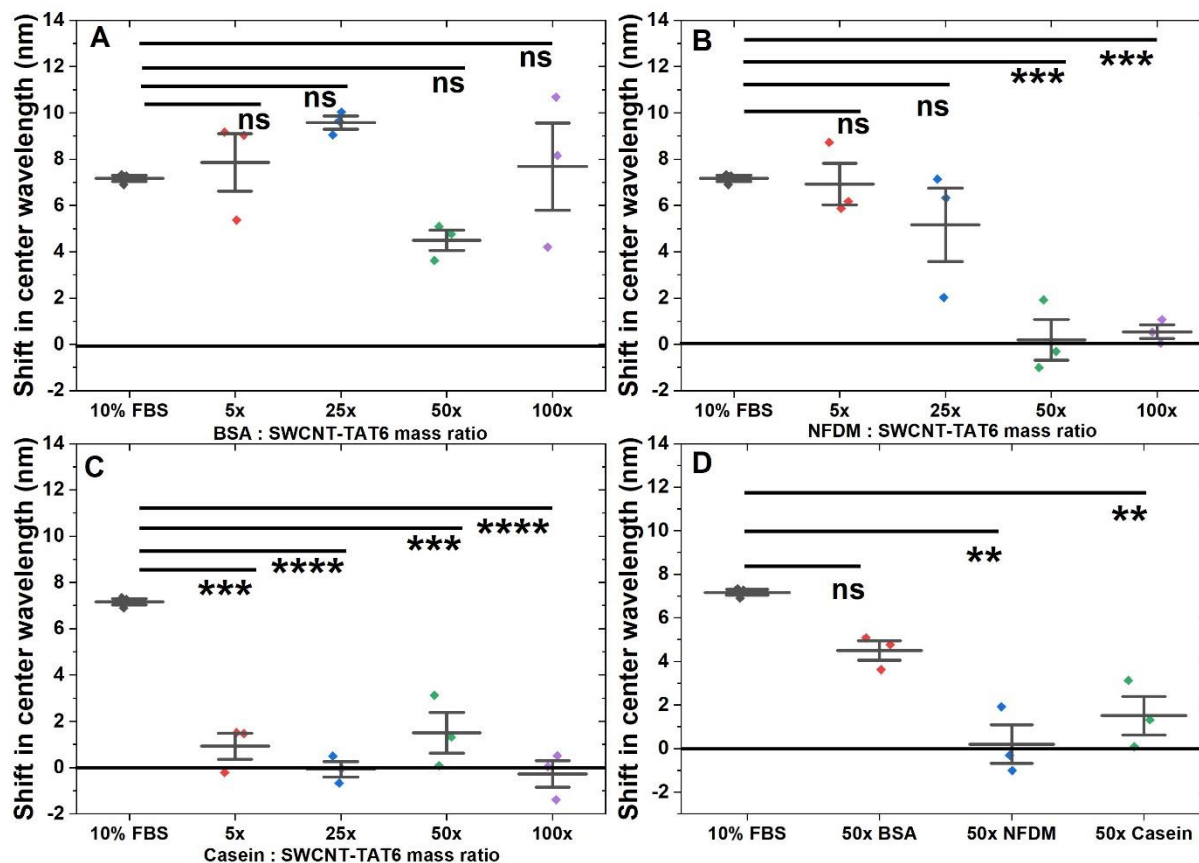 A
Shift in center wavelength (nm)
14
12
10
8
6
4
2
0
-2
ns
ns
ns
ns
10% FBS 5x 25x 50x 100x
BSA : SWCNT-TAT6 mass ratio
B
Shift in center wavelength (nm)
14
12
10
8
6
4
2
0
-2
***
***
ns
ns
10% FBS 5x 25x 50x 100x
NFDM : SWCNT-TAT6 mass ratio
C
Shift in center wavelength (nm)
14
12
10
8
6
4
2
0
-2
****
***
****
***
10% FBS 5x 25x 50x 100x
Casein : SWCNT-TAT6 mass ratio
D
Shift in center wavelength (nm)
14
12
10
8
6
4
2
0
-2
**
**
ns
10% FBS 50x BSA 50x NFDM 50x Casein